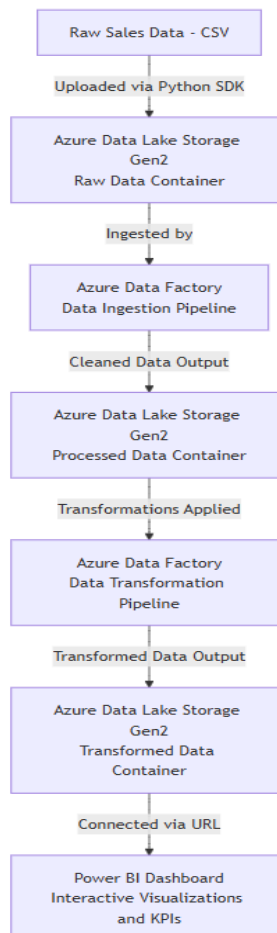 Raw Sales Data - CSV
Uploaded via Python SDK
Azure Data Lake Storage
Gen2
Raw Data Container
Ingested by
Azure Data Factory
Data Ingestion Pipeline
Cleaned Data Output
Azure Data Lake Storage
Gen2
Processed Data Container
Transformations Applied
Azure Data Factory
Data Transformation
Pipeline
Transformed Data Output
Azure Data Lake Storage
Gen2
Transformed Data
Container
Connected via URL
Power BI Dashboard
Interactive Visualizations
and KPIs